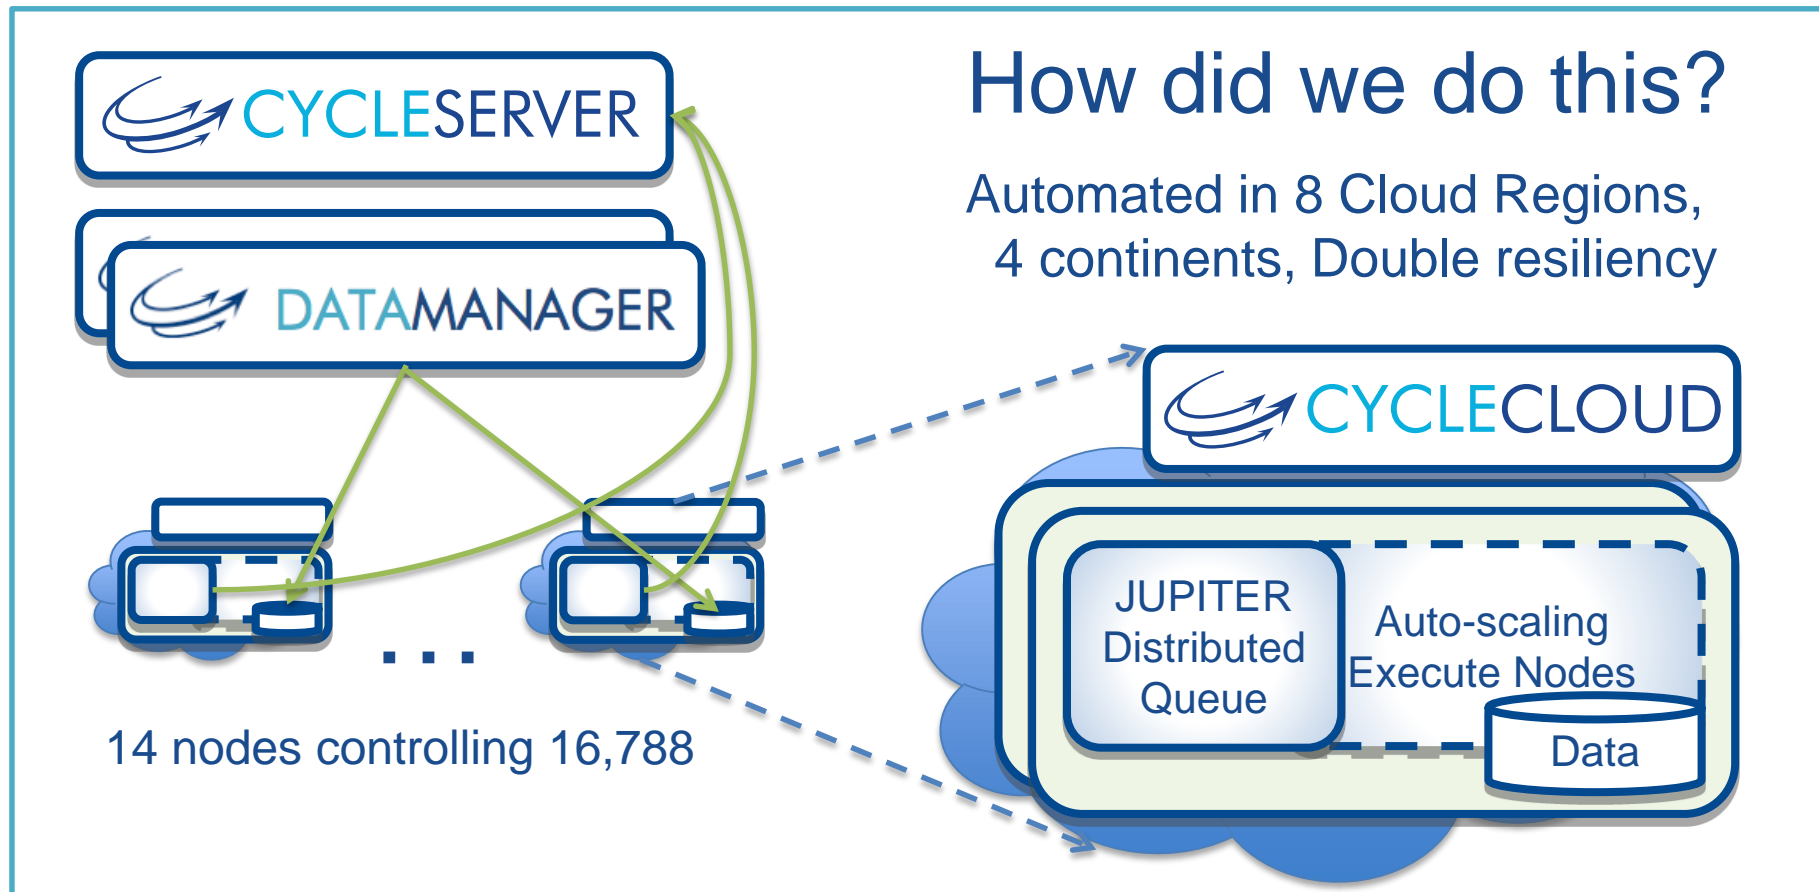 How did we do this?
Automated in 8 Cloud Regions,
4 continents, Double resiliency
CYCLESERVER
DATAMANAGER
CYCLECLOUD
JUPITER
Distributed
Queue
Auto-scaling
Execute Nodes
Data
. . .
14 nodes controlling 16,788